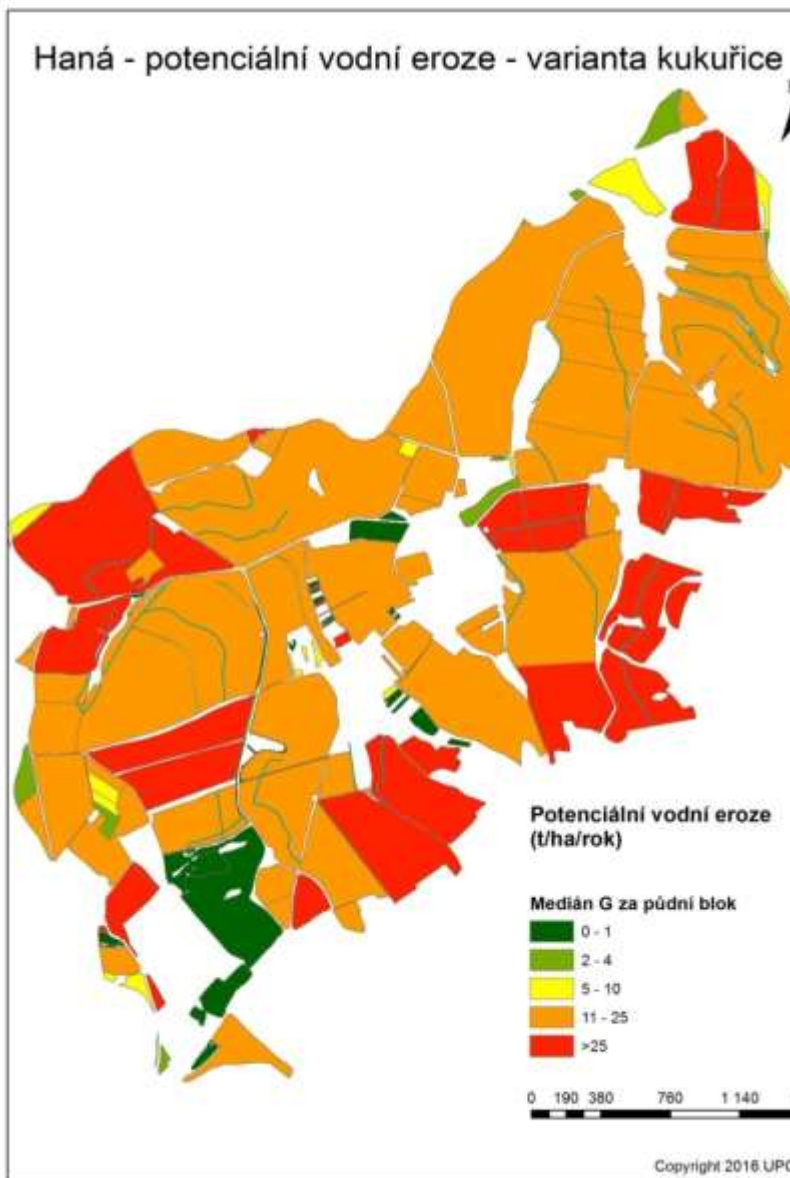 Haná - potenciální vodní eroze - varianta kukuřice
Potenciální vodní eroze
(t/ha/rok)
Medián G za půdní blok
0 - 1
2 - 4
5 - 10
11 - 25
>25
0 190 380 760 1 140
Copyright 2016 UPO